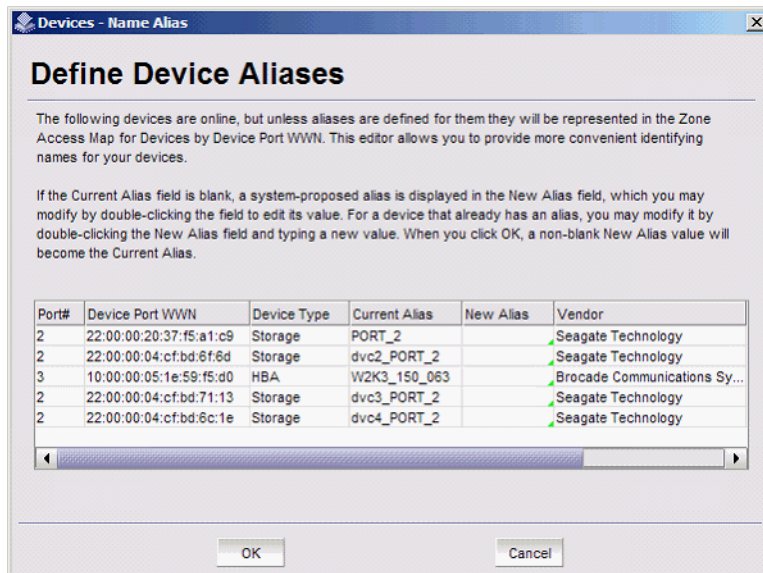 Devices - Name Alias
Define Device Aliases
The following devices are online, but unless aliases are defined for them they will be represented in the Zone
Access Map for Devices by Device Port WWN. This editor allows you to provide more convenient identifying
names for your devices.
If the Current Alias field is blank, a system-proposed alias is displayed in the New Alias field, which you may
modify by double-clicking the field to edit its value. For a device that already has an alias, you may modify it by
double-clicking the New Alias field and typing a new value. When you click OK, a non-blank New Alias value will
become the Current Alias.
Port# Device Port WWN Device Type Current Alias New Alias Vendor
2 22:00:00:20:37:f5:a1:c9 Storage PORT_2 Seagate Technology
2 22:00:00:04:cf:bd:6f:6d Storage dvc2_PORT_2 Seagate Technology
3 10:00:00:05:1e:59:f5:d0 HBA W2K3_150_063 Brocade Communications Sy...
2 22:00:00:04:cf:bd:71:13 Storage dvc3_PORT_2 Seagate Technology
2 22:00:00:04:cf:bd:6c:1e Storage dvc4_PORT_2 Seagate Technology
OK Cancel